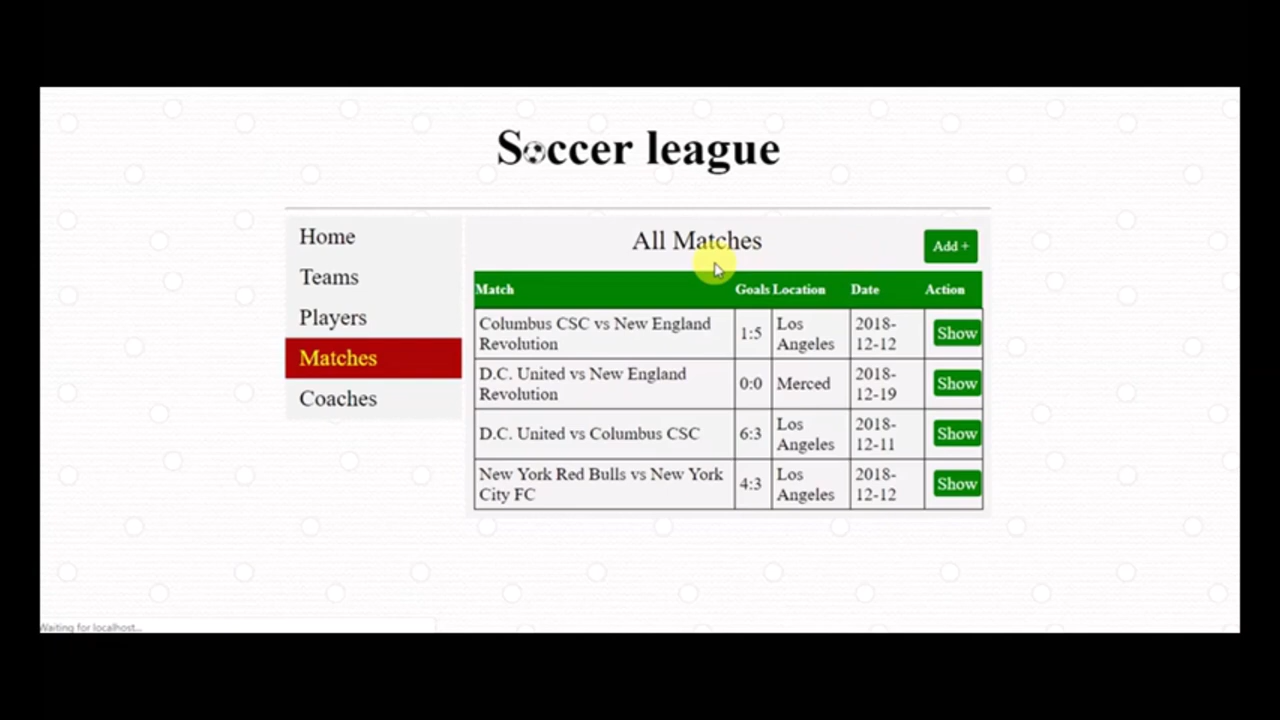 Soccer league
Home
Teams
Players
Matches
Coaches
All Matches
Add +
Match Goals Location Date Action
Columbus CSC vs New England
Revolution
1:5
Los
Angeles
2018-
12-12
Show
D.C. United vs New England
Revolution
0:0
Merced
2018-
12-19
Show
D.C. United vs Columbus CSC
6:3
Los
Angeles
2018-
12-11
Show
New York Red Bulls vs New York
City FC
4:3
Los
Angeles
2018-
12-12
Show
Waiting for localhost...